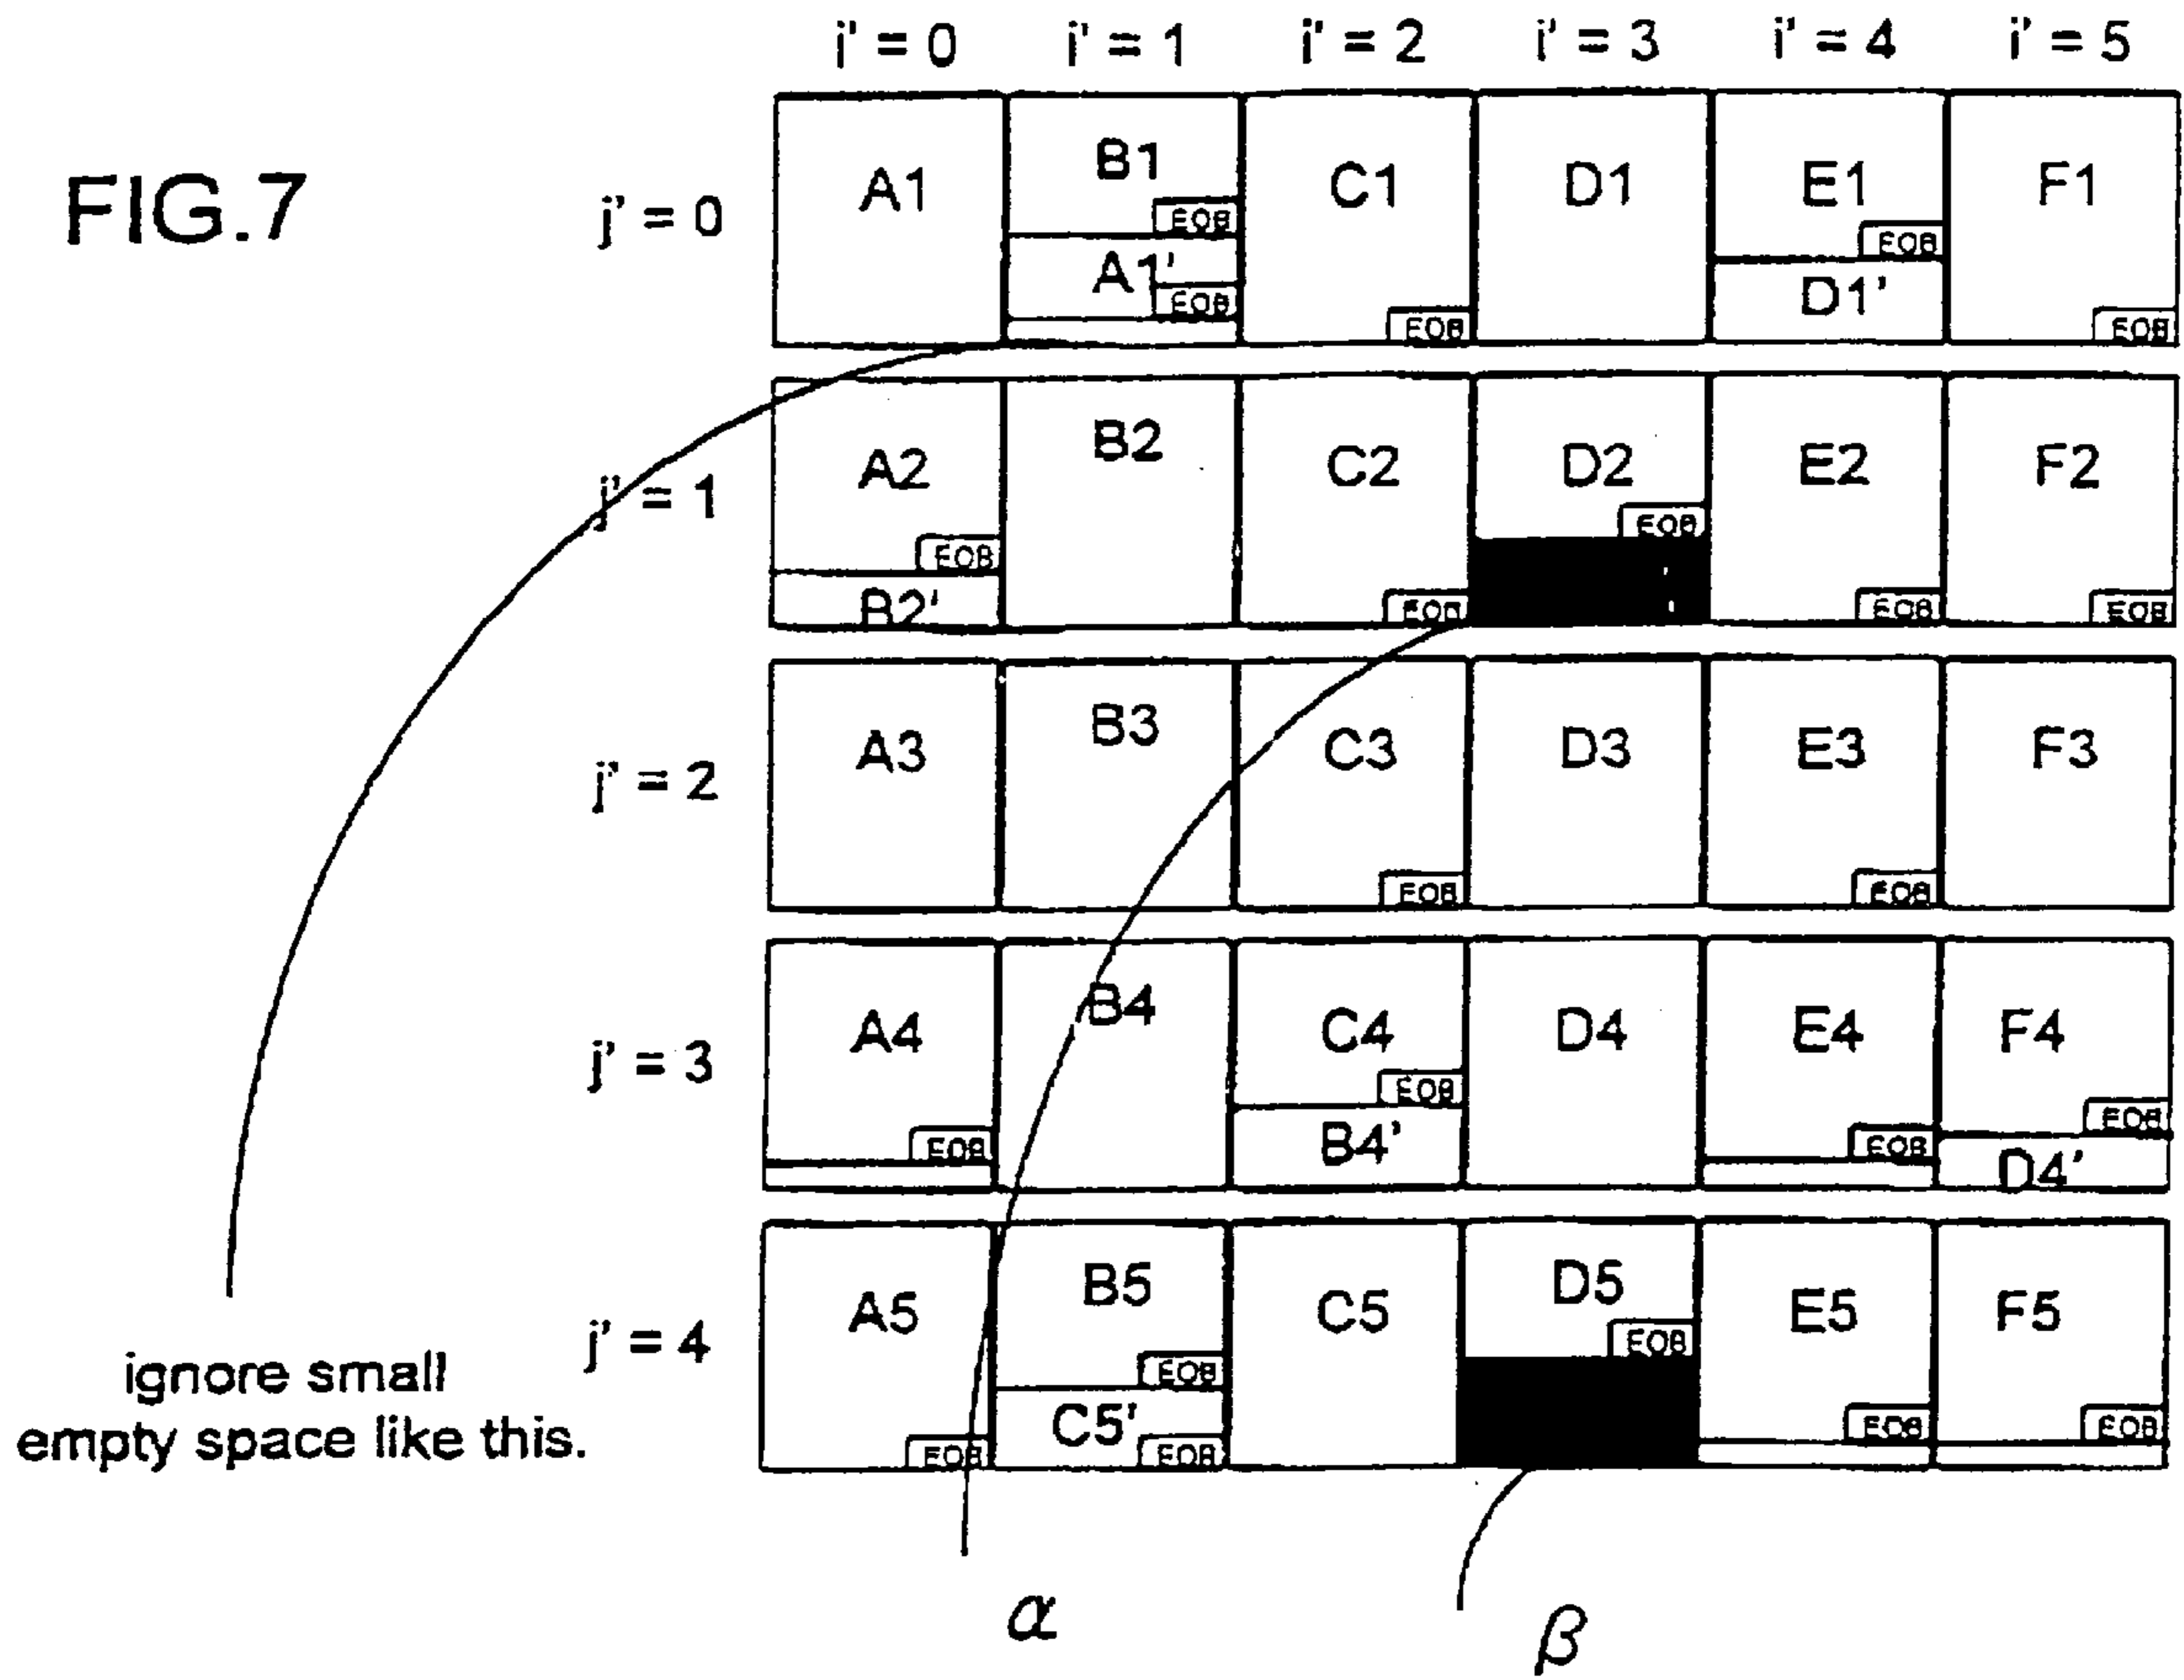 i' = 0 i' = 1 i' = 2 i' = 3 i' = 4 i' = 5
FIG.7
j' = 0 A1 B1 EOB A1' EOB C1 EOB D1 E1 EOB D1' F1 EOB
j' = 1 A2 EOB B2' B2 C2 EOB D2 EOB E2 EOB F2 EOB
j' = 2 A3 B3 C3 EOB D3 E3 EOB F3
j' = 3 A4 EOB B4 C4 EOB B4' D4 E4 EOB F4 EOB D4'
j' = 4 A5 EOB B5 EOB C5' EOB C5 D5 EOB E5 EOB F5 EOB
ignore small
empty space like this.
α β